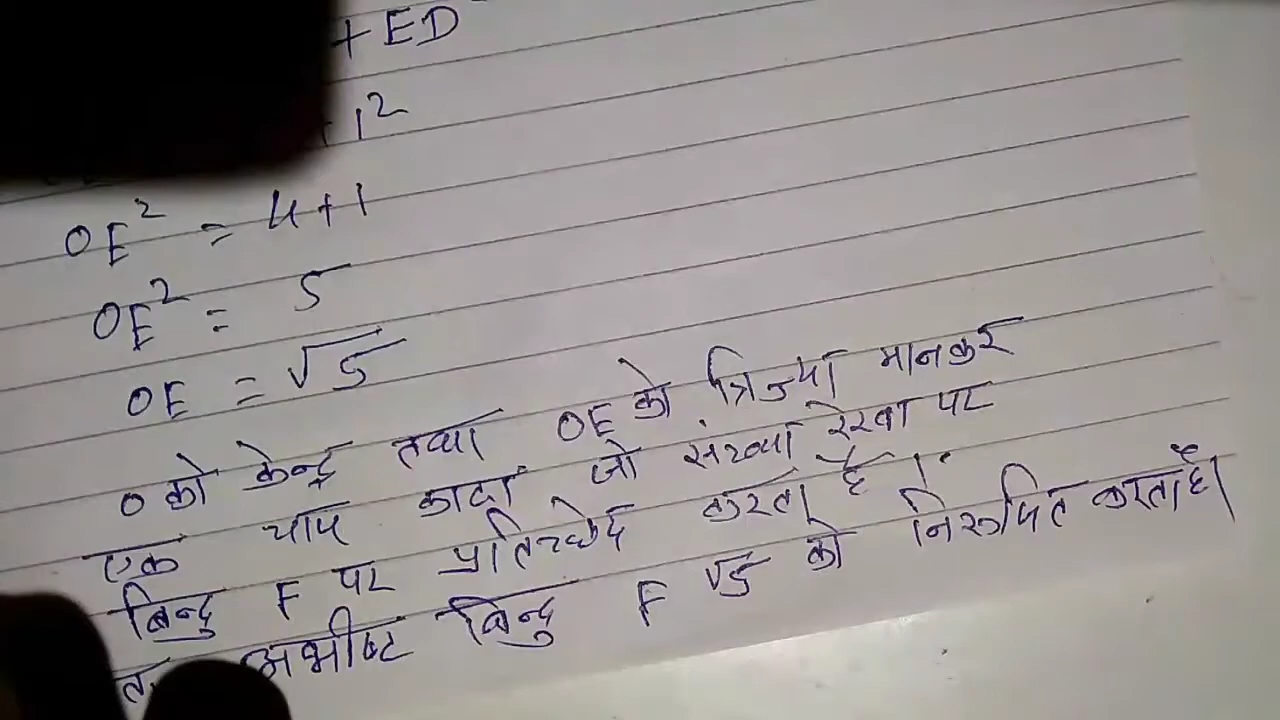 +ED
+1²
OE² = 4+1
OE² = 5
OE = √5
O को केन्द्र तथा OE को त्रिज्या मानकर
एक चाप काटा जो संख्या रेखा पर
बिन्दु F पर प्रतिच्छेद करता है।
अभीष्ट बिन्दु F √5 को निरूपित करता है।